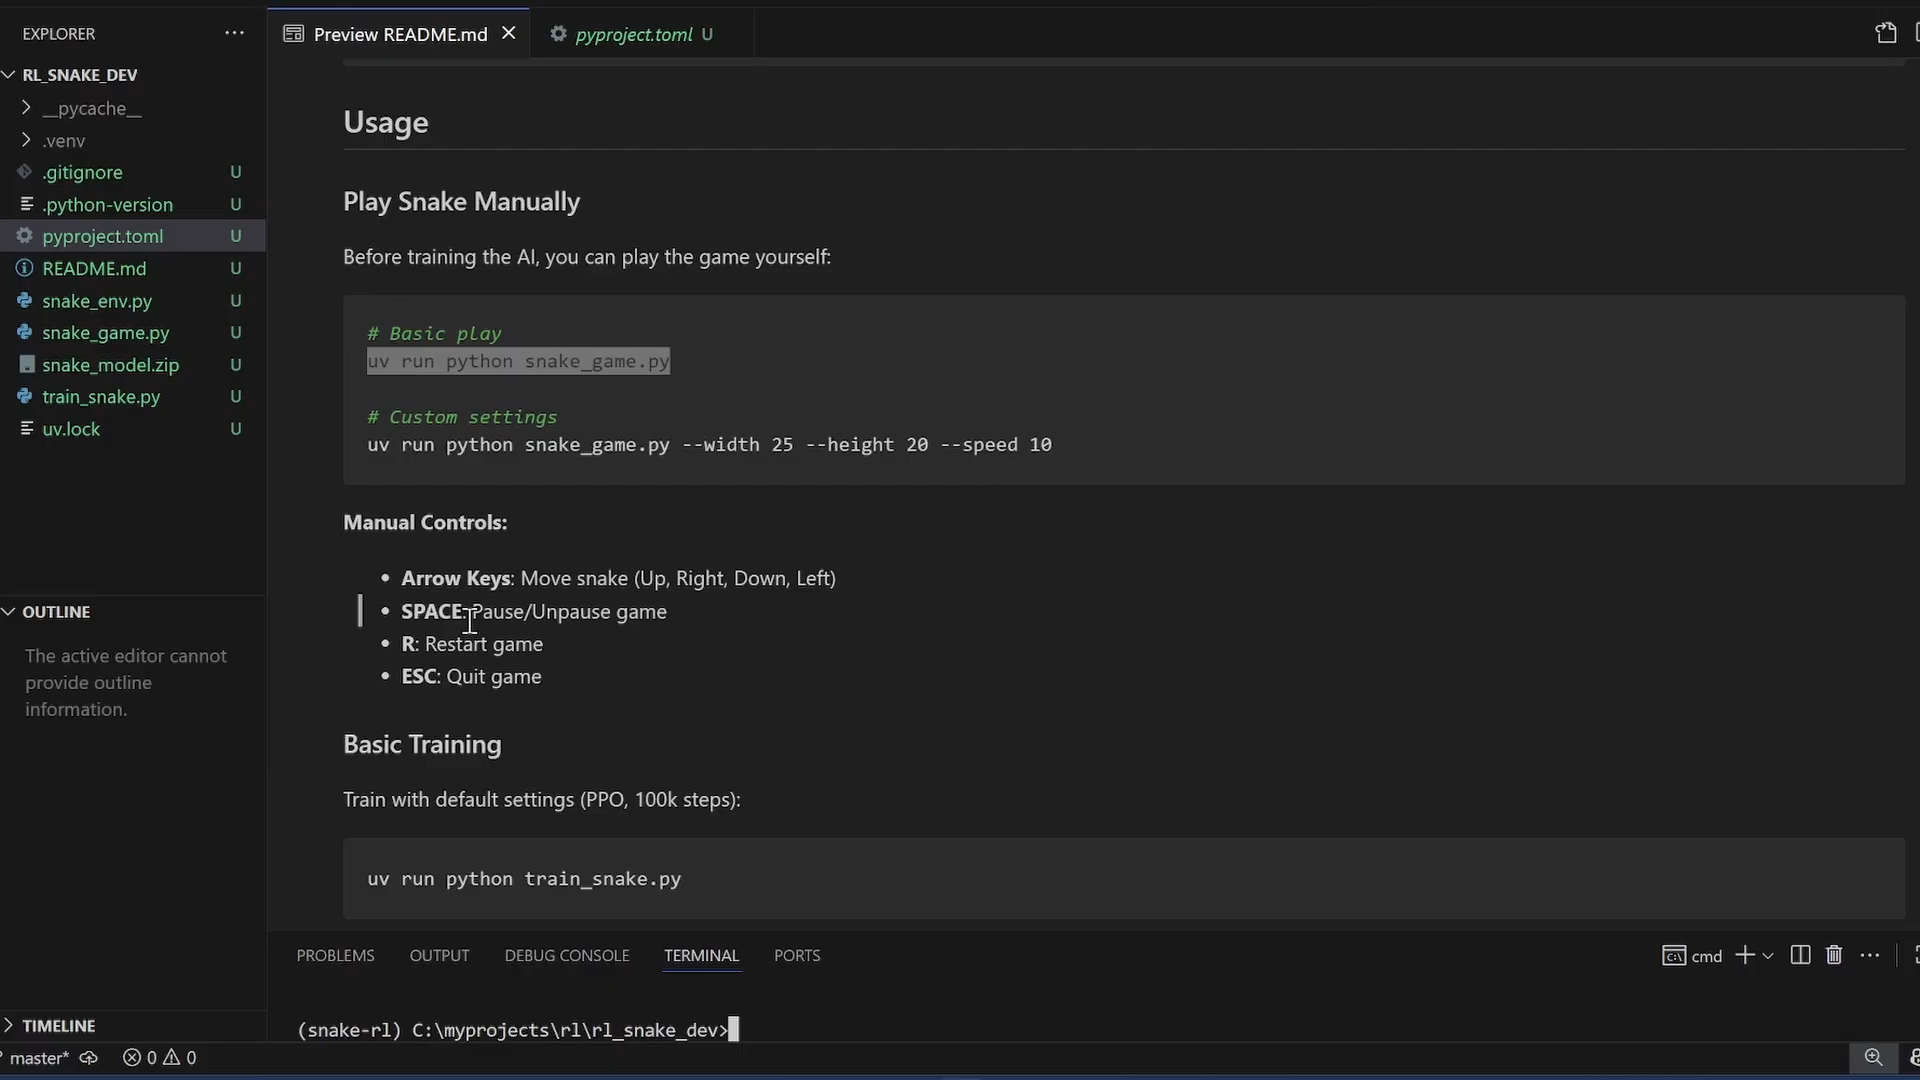 EXPLORER
Preview README.md
pyproject.toml U
RL_SNAKE_DEV
__pycache__
.venv
.gitignore U
.python-version U
pyproject.toml U
README.md U
snake_env.py U
snake_game.py U
snake_model.zip U
train_snake.py U
uv.lock U
OUTLINE
The active editor cannot
provide outline
information.
TIMELINE
Usage
Play Snake Manually
Before training the AI, you can play the game yourself:
# Basic play
uv run python snake_game.py
# Custom settings
uv run python snake_game.py --width 25 --height 20 --speed 10
Manual Controls:
• Arrow Keys: Move snake (Up, Right, Down, Left)
• SPACE: Pause/Unpause game
• R: Restart game
• ESC: Quit game
Basic Training
Train with default settings (PPO, 100k steps):
uv run python train_snake.py
PROBLEMS OUTPUT DEBUG CONSOLE TERMINAL PORTS
cmd
(snake-rl) C:\myprojects\rl\rl_snake_dev>
master* 0 0